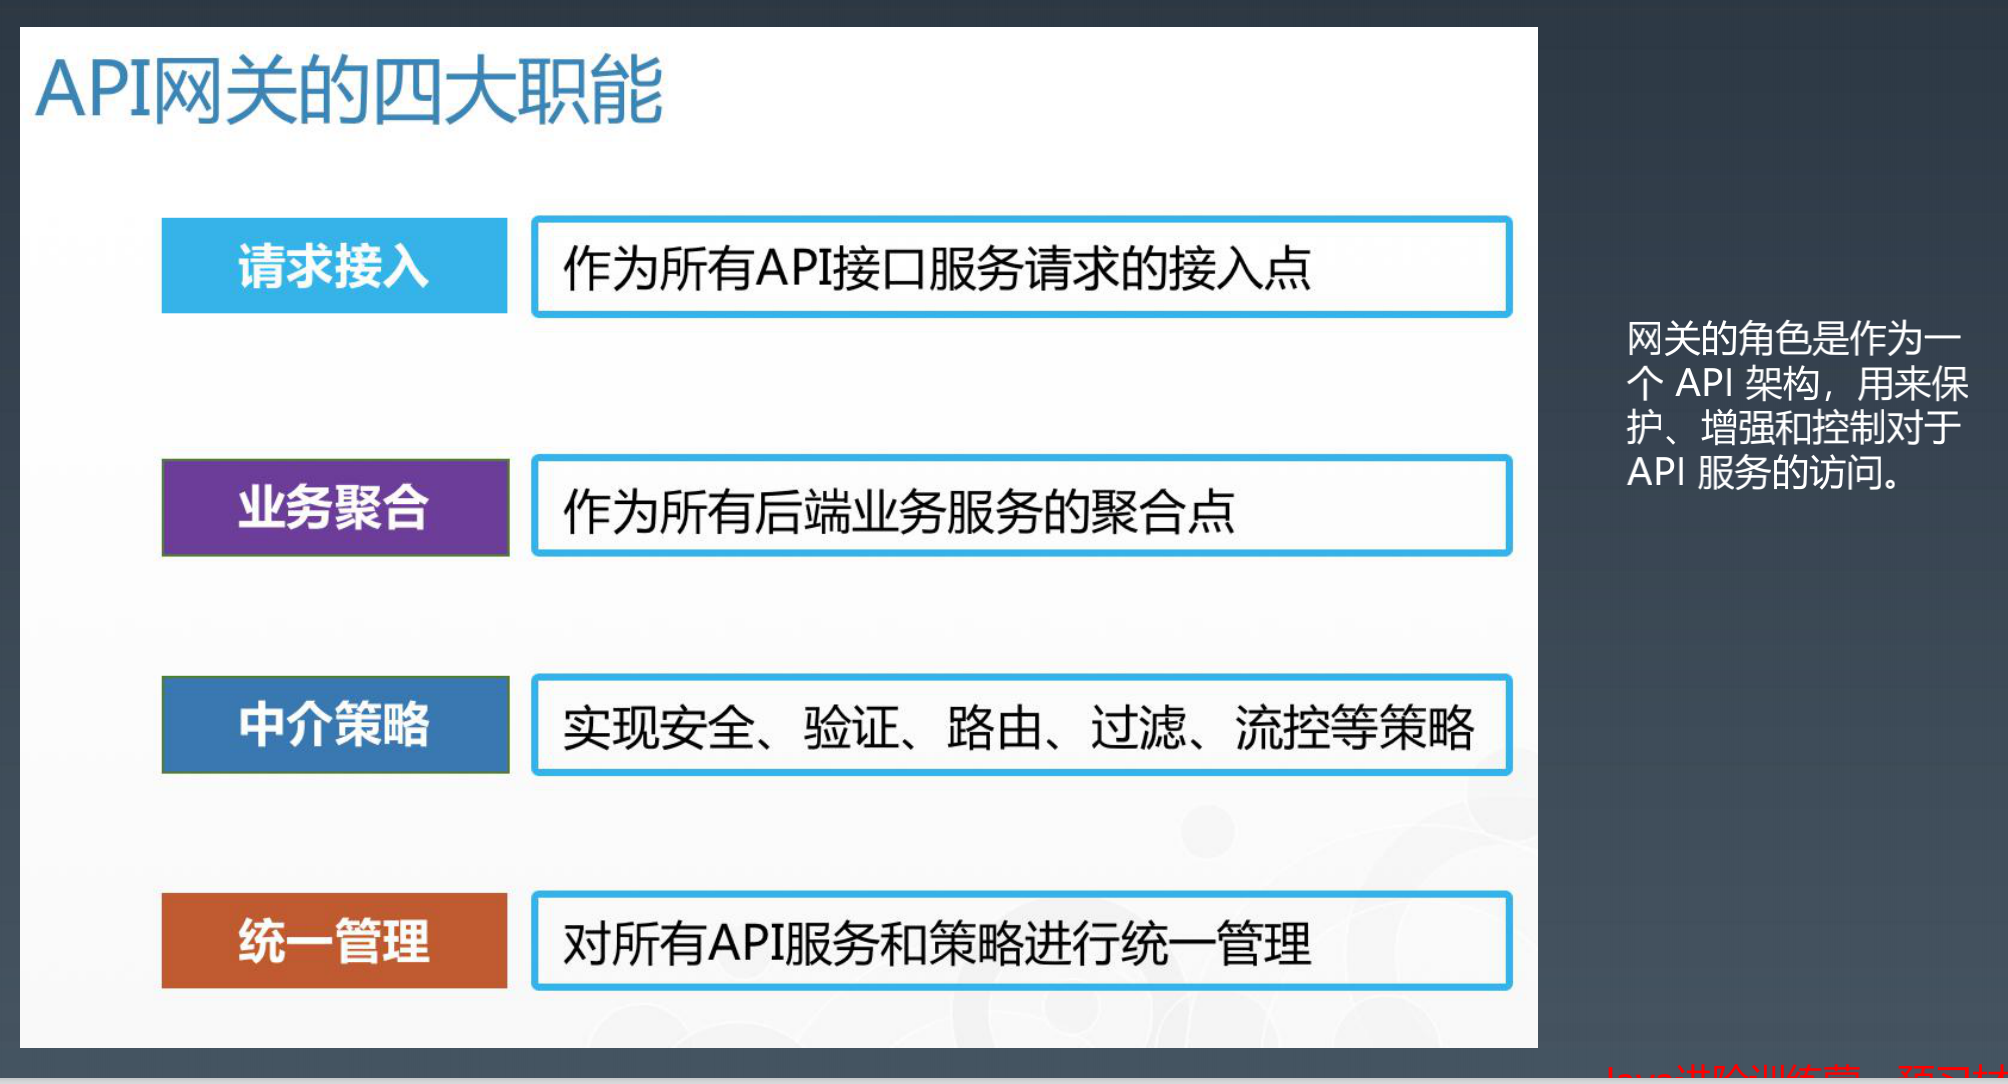 API网关的四大职能
请求接入
作为所有API接口服务请求的接入点
业务聚合
作为所有后端业务服务的聚合点
中介策略
实现安全、验证、路由、过滤、流控等策略
统一管理
对所有API服务和策略进行统一管理
网关的角色是作为一
个 API 架构，用来保
护、增强和控制对于
API 服务的访问。